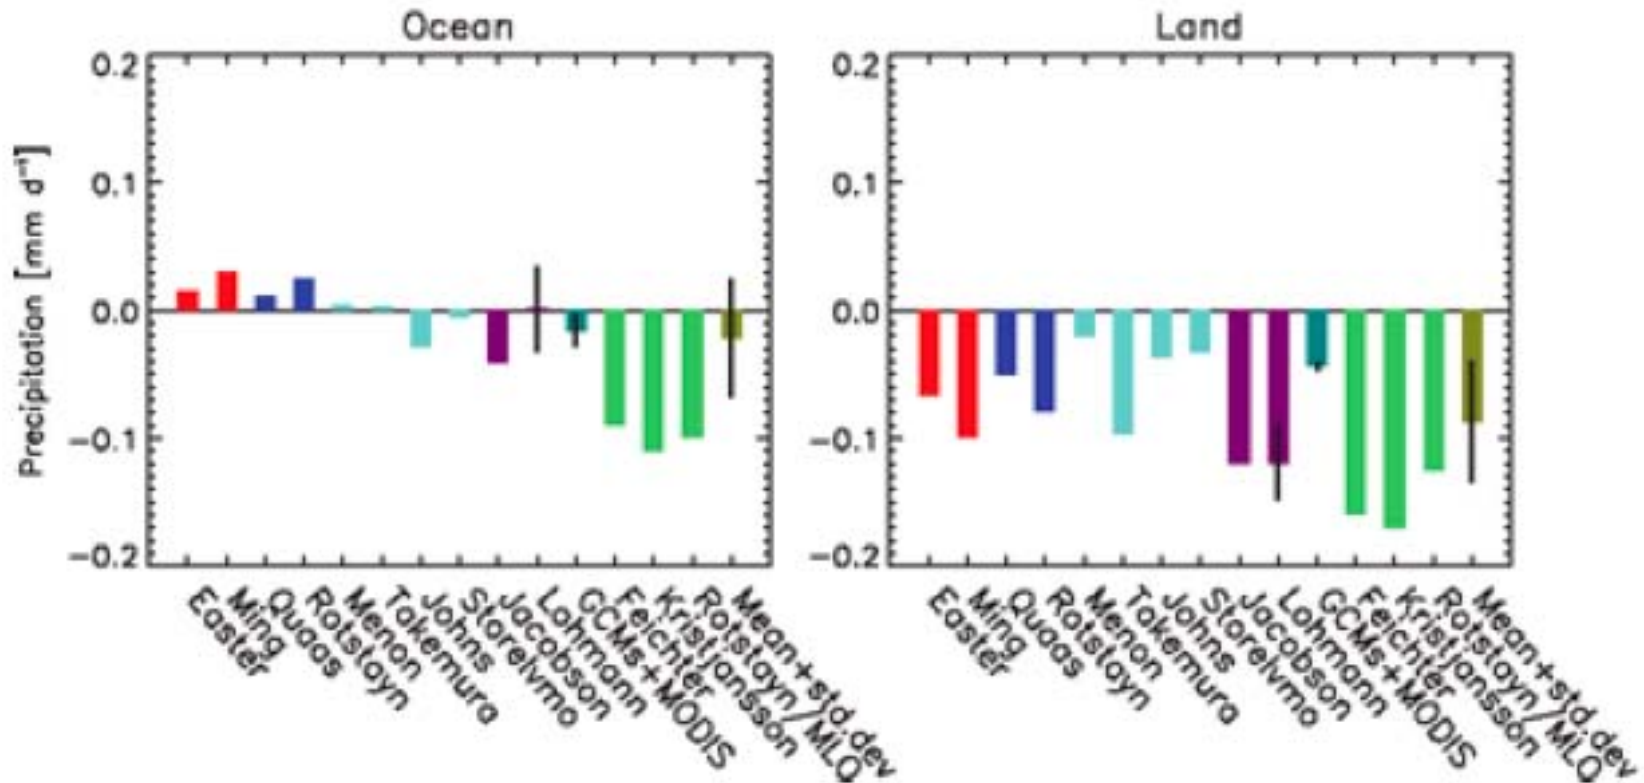 Ocean
Land
Precipitation [mm d⁻¹]
0.2
0.1
0.0
-0.1
-0.2
Easter
Ming
Quaas
Rotstayn
Menon
Takemura
Johns
Storelvmo
Jacobson
Lohmann
GCMs+MODIS
Feichter
Kristjansson
Rotstayn/MLO
Mean+std.dev
0.2
0.1
0.0
-0.1
-0.2
Easter
Ming
Quaas
Rotstayn
Menon
Takemura
Johns
Storelvmo
Jacobson
Lohmann
GCMs+MODIS
Feichter
Kristjansson
Rotstayn/MLO
Mean+std.dev